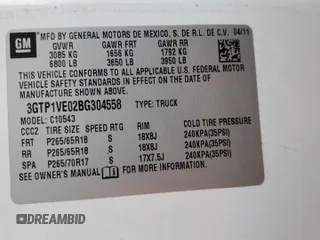 GM
MFD BY GENERAL MOTORS DE MEXICO, S. DE R.L. DE C.V. 04/11
GVWR GAWR FRT GAWR RR
3085 KG 1656 KG 1792 KG
6800 LB 3650 LB 3950 LB
THIS VEHICLE CONFORMS TO ALL APPLICABLE U.S. FEDERAL MOTOR VEHICLE SAFETY AND THEFT PREVENTION STANDARDS IN EFFECT ON THE DATE OF MANUFACTURE SHOWN ABOVE.
3GTP1VE02BG304558 TYPE: TRUCK
MODEL: C10543
CCC2 TIRE SIZE SPEED RTG RIM COLD TIRE PRESSURE
FRT P265/65R18 S 18X8J 240KPA(35PSI)
RR P265/65R18 S 18X8J 240KPA(35PSI)
SPA P265/70R17 S 17X7.5J 240KPA(35PSI)
SEE OWNER'S MANUAL FOR MORE INFORMATION.
© RAWDREAMBID